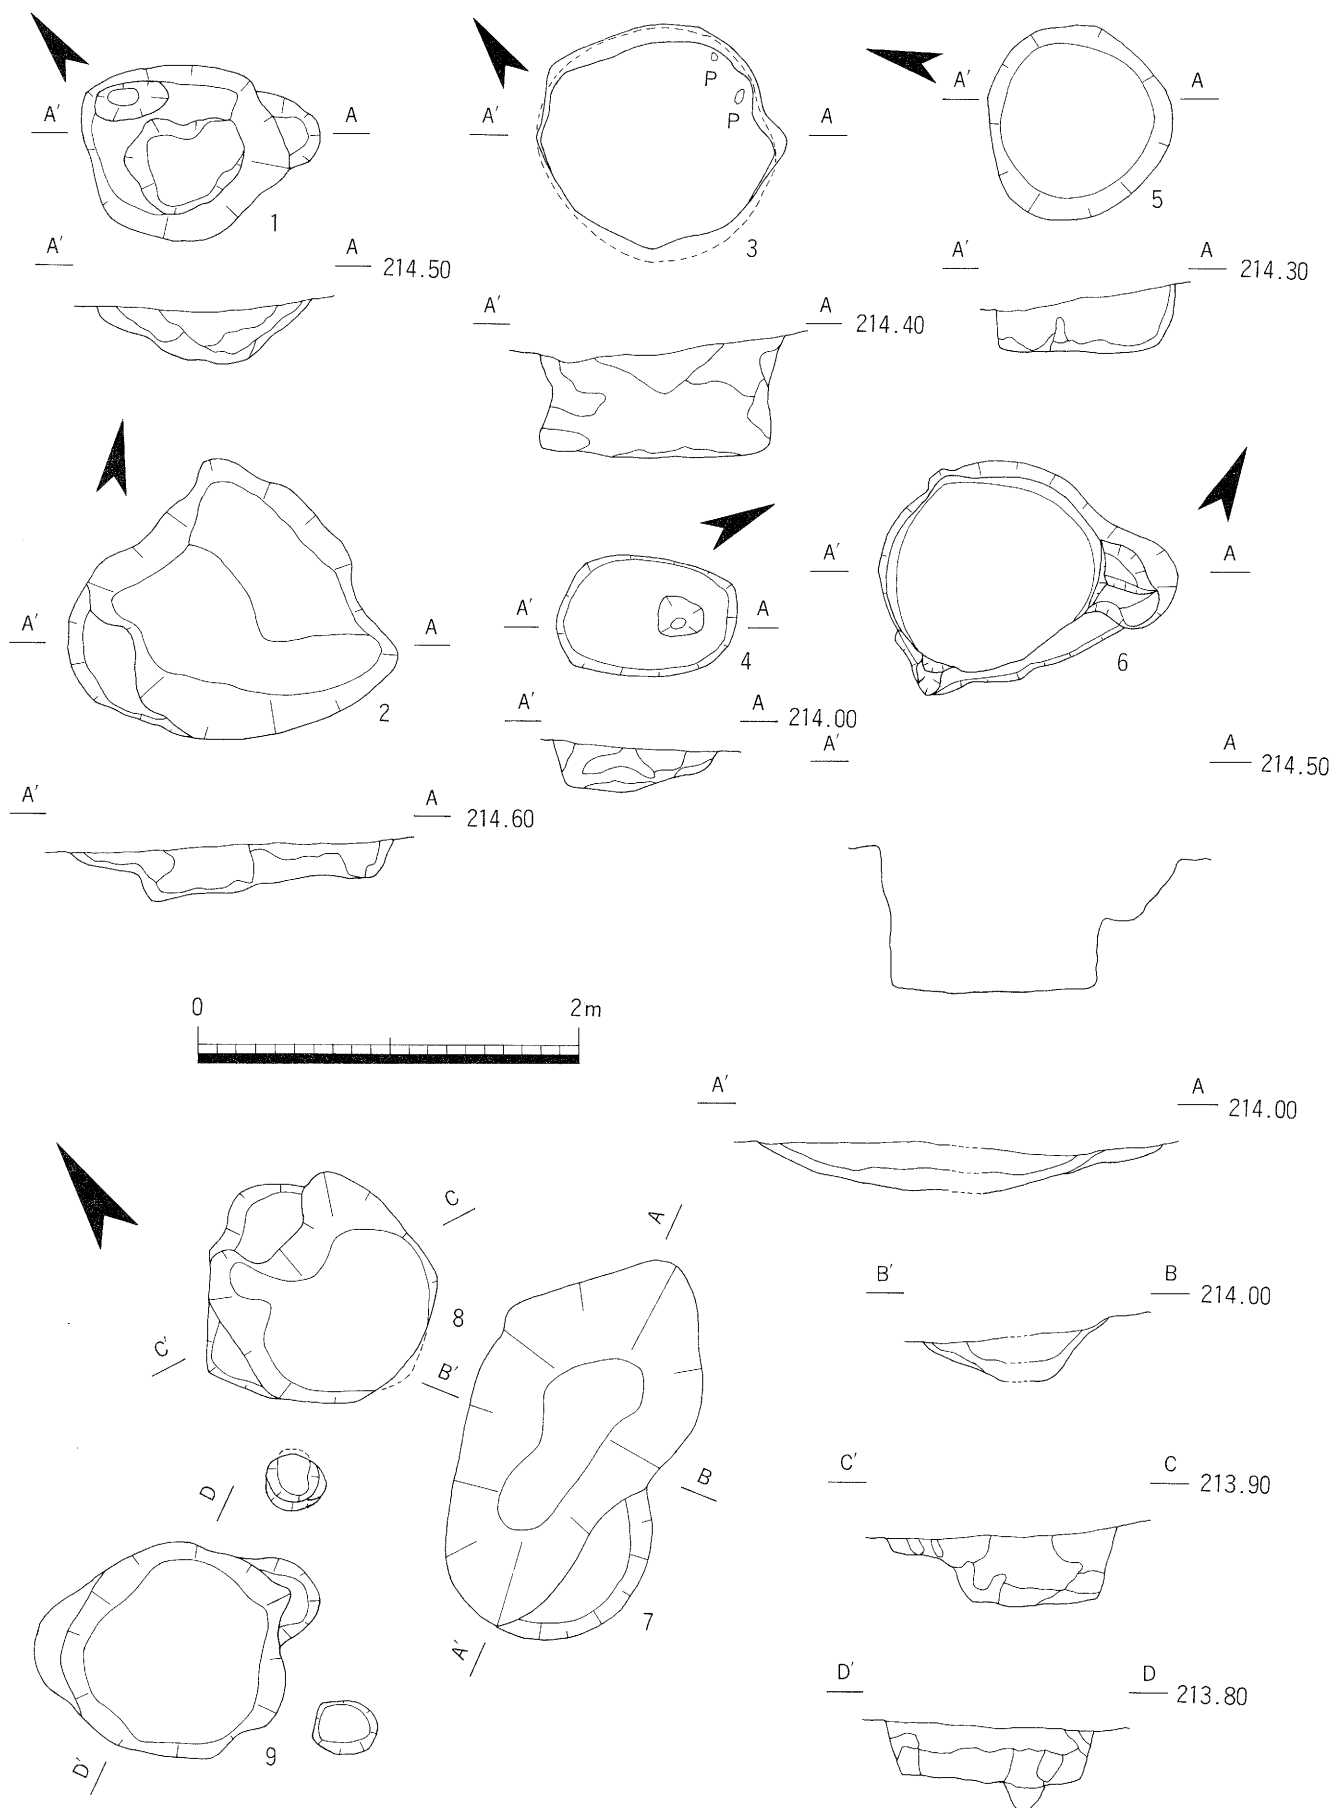 A′ A
1
A′ A 214.50
A′ A
P
P
3
A′ A 214.40
A′ A
5
A′ A 214.30
A′ A
2
A′ A 214.60
A′ A
4
A′ A 214.00
A′ A
6
A′ A 214.50
0 2m
A′ A 214.00
B′ B 214.00
C′ C 213.90
D′ D 213.80
C
8
C′
A
B′
B
7
A′
D
9
D′